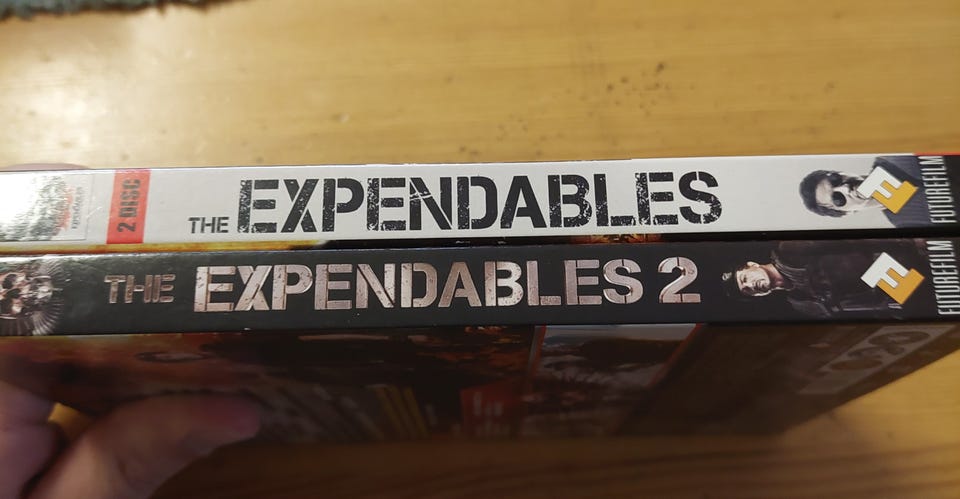 2 DISC
THE EXPENDABLES
FUTUREFILM
THE EXPENDABLES 2
FUTUREFILM